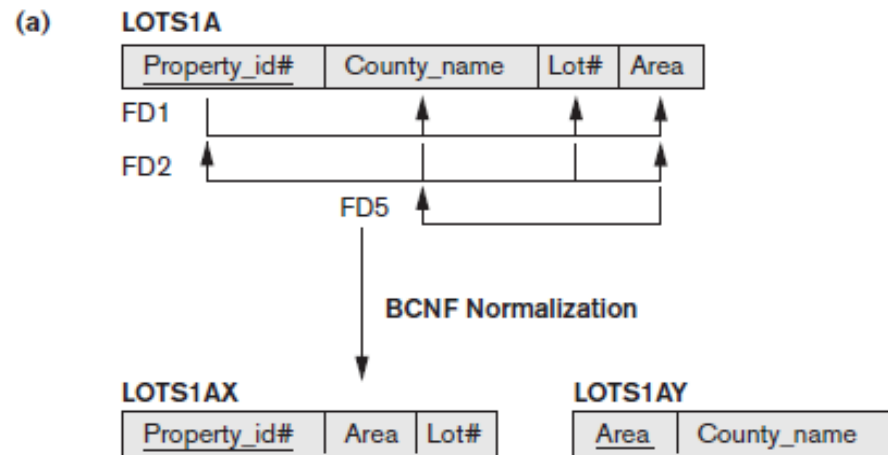 (a) LOTS1A
Property_id# County_name Lot# Area
FD1
FD2
FD5
BCNF Normalization
LOTS1AX LOTS1AY
Property_id# Area Lot# Area County_name